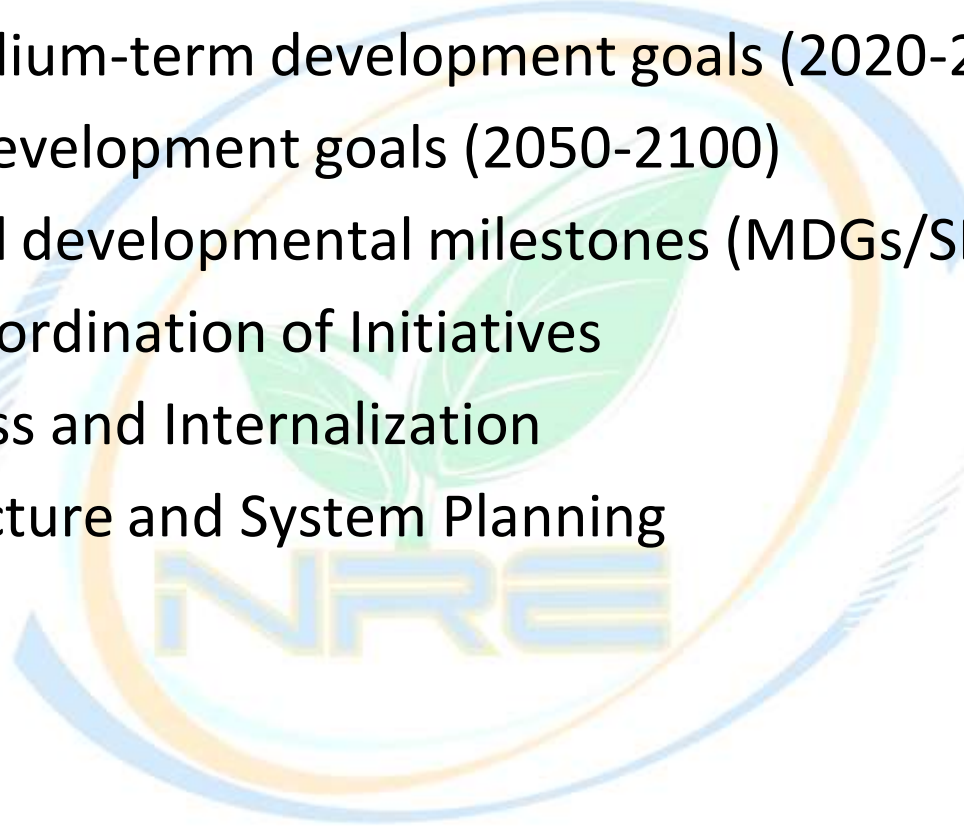 dium-term development goals (2020-2
evelopment goals (2050-2100)
l developmental milestones (MDGs/S
ordination of Initiatives
ss and Internalization
cture and System Planning
NRE